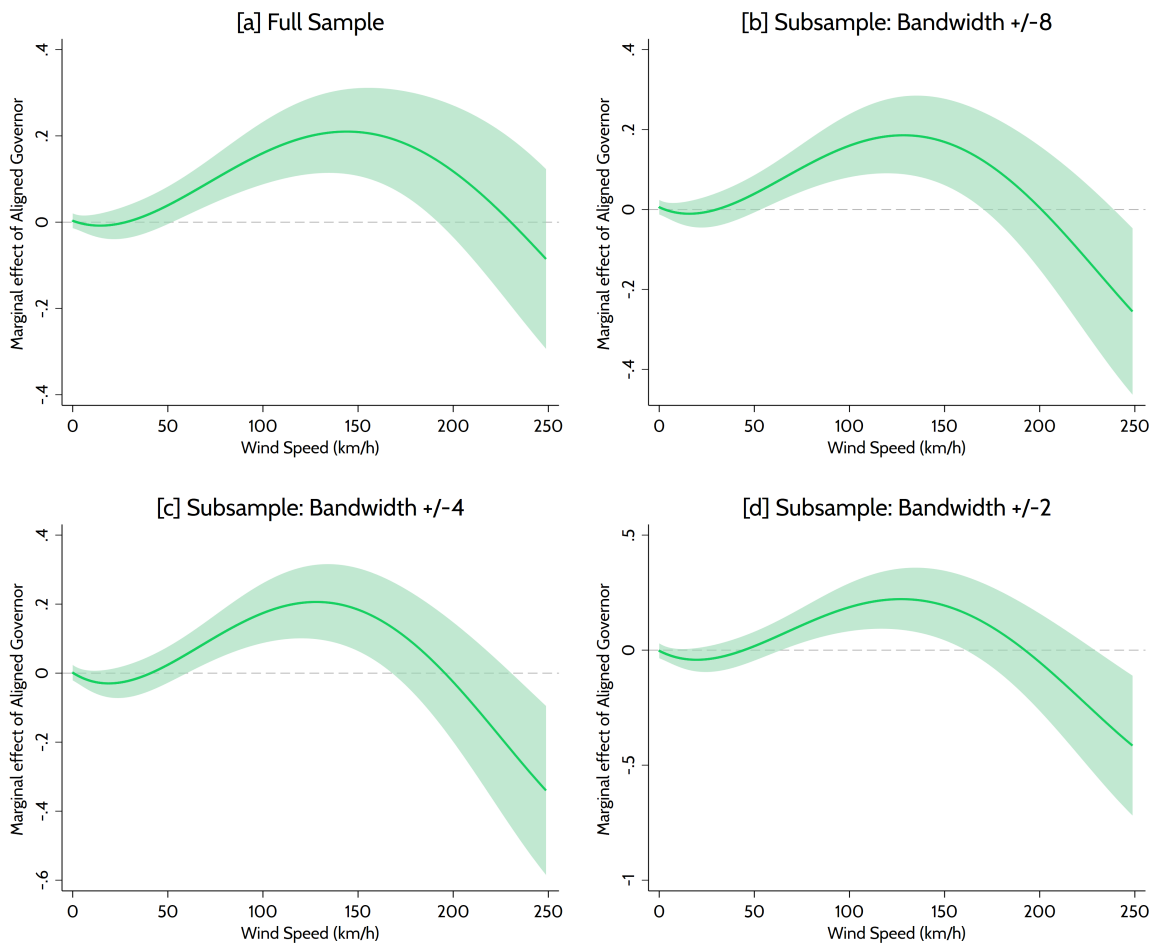 [a] Full Sample
Marginal effect of Aligned Governor
.4
.2
0
-.2
-.4
0 50 100 150 200 250
Wind Speed (km/h)
[b] Subsample: Bandwidth +/-8
Marginal effect of Aligned Governor
.4
.2
0
-.2
-.4
0 50 100 150 200 250
Wind Speed (km/h)
[c] Subsample: Bandwidth +/-4
Marginal effect of Aligned Governor
.4
.2
0
-.2
-.4
-.6
0 50 100 150 200 250
Wind Speed (km/h)
[d] Subsample: Bandwidth +/-2
Marginal effect of Aligned Governor
.5
0
-.5
-1
0 50 100 150 200 250
Wind Speed (km/h)